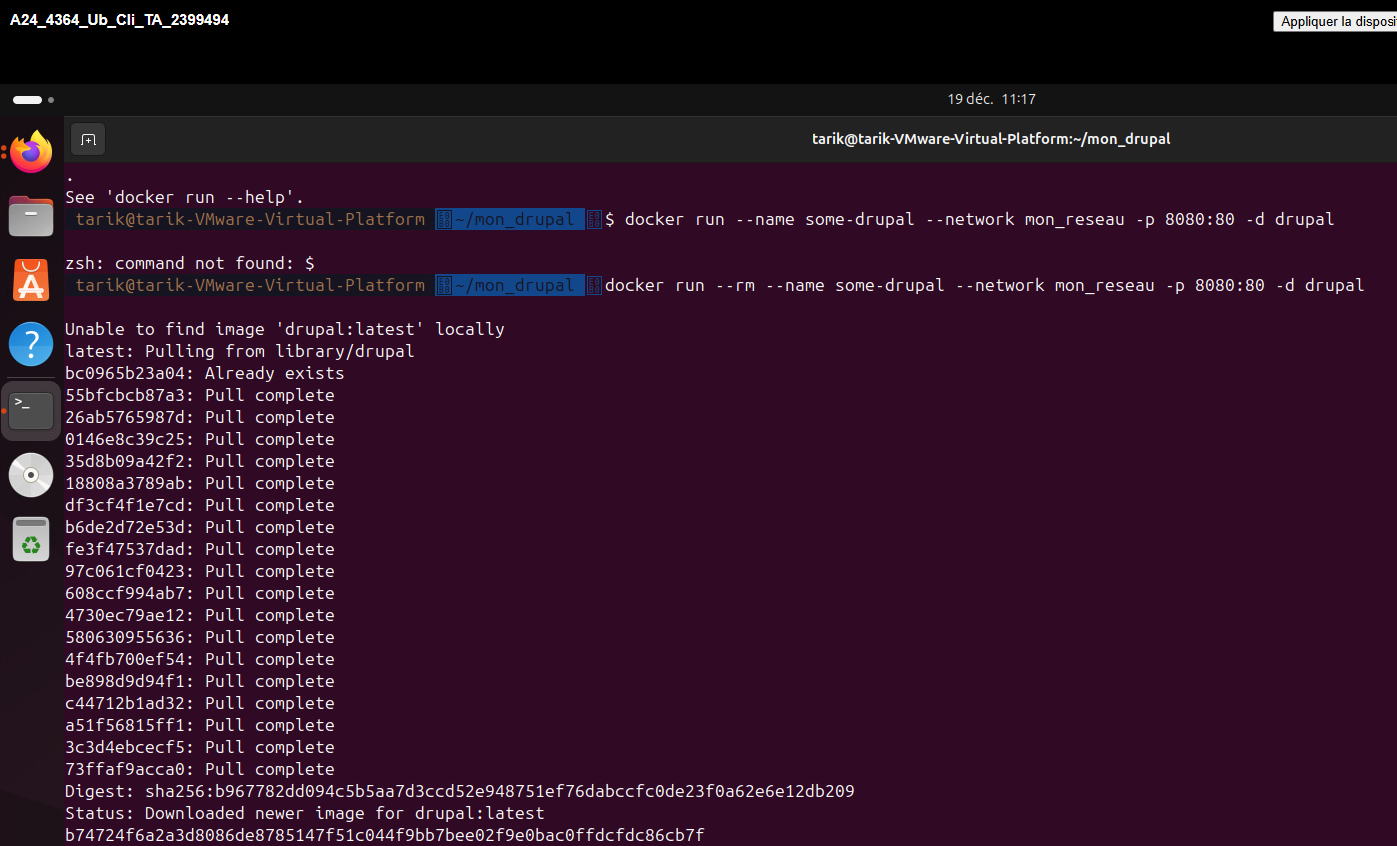 A24_4364_Ub_Cli_TA_2399494
Appliquer la disposi
19 déc. 11:17
tarik@tarik-VMware-Virtual-Platform:~/mon_drupal
.
See 'docker run --help'.
tarik@tarik-VMware-Virtual-Platform ~/mon_drupal $ docker run --name some-drupal --network mon_reseau -p 8080:80 -d drupal
zsh: command not found: $
tarik@tarik-VMware-Virtual-Platform ~/mon_drupal docker run --rm --name some-drupal --network mon_reseau -p 8080:80 -d drupal
Unable to find image 'drupal:latest' locally
latest: Pulling from library/drupal
bc0965b23a04: Already exists
55bfcbcb87a3: Pull complete
26ab5765987d: Pull complete
0146e8c39c25: Pull complete
35d8b09a42f2: Pull complete
18808a3789ab: Pull complete
df3cf4f1e7cd: Pull complete
b6de2d72e53d: Pull complete
fe3f47537dad: Pull complete
97c061cf0423: Pull complete
608ccf994ab7: Pull complete
4730ec79ae12: Pull complete
580630955636: Pull complete
4f4fb700ef54: Pull complete
be898d9d94f1: Pull complete
c44712b1ad32: Pull complete
a51f56815ff1: Pull complete
3c3d4ebcecf5: Pull complete
73ffaf9acca0: Pull complete
Digest: sha256:b967782dd094c5b5aa7d3ccd52e948751ef76dabccfc0de23f0a62e6e12db209
Status: Downloaded newer image for drupal:latest
b74724f6a2a3d8086de8785147f51c044f9bb7bee02f9e0bac0ffdcfdc86cb7f